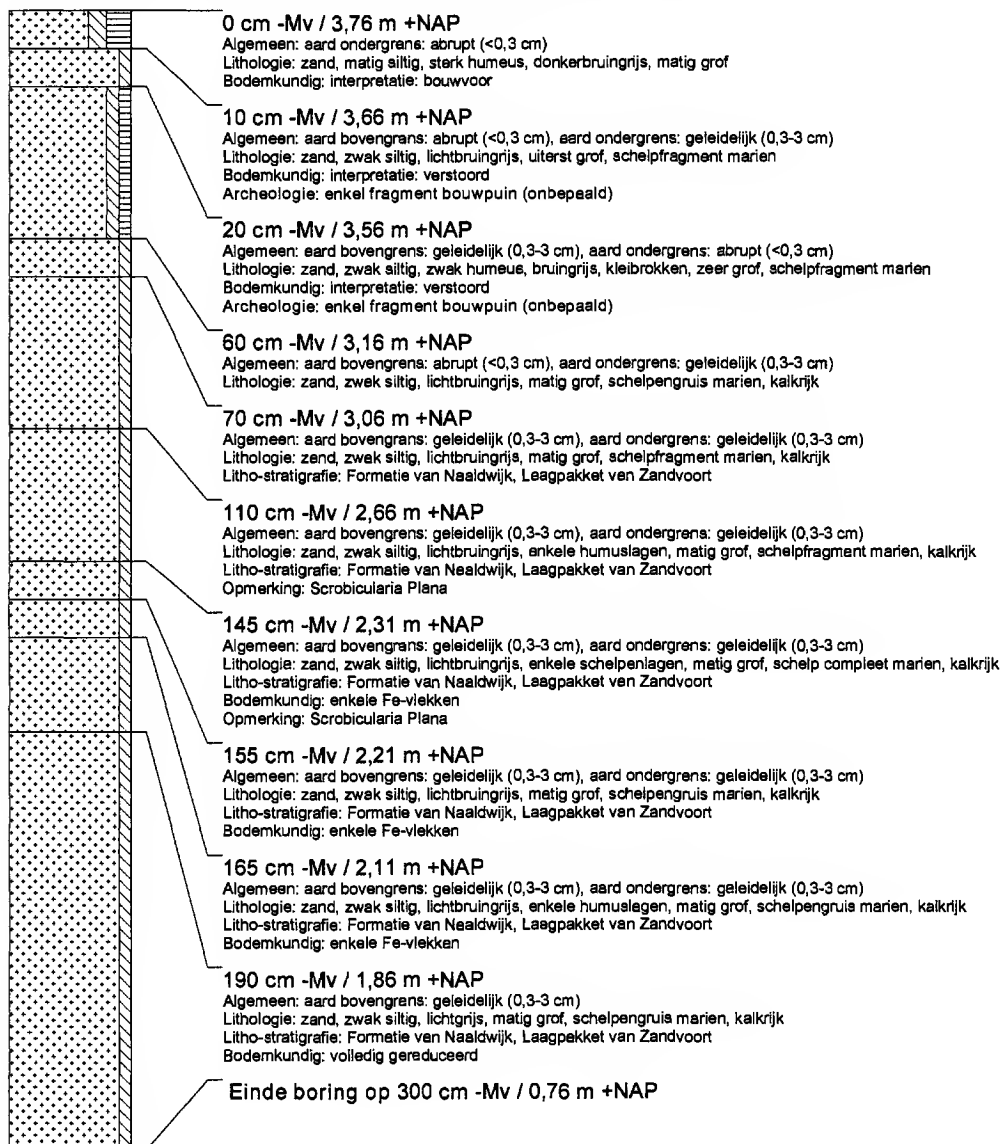 0 cm -Mv / 3,76 m +NAP
Algemeen: aard ondergrens: abrupt (<0,3 cm)
Lithologie: zand, matig siltig, sterk humeus, donkerbruingrijs, matig grof
Bodemkundig: interpretatie: bouwvoor
10 cm -Mv / 3,66 m +NAP
Algemeen: aard bovengrens: abrupt (<0,3 cm), aard ondergrens: geleidelijk (0,3-3 cm)
Lithologie: zand, zwak siltig, lichtbruingrijs, uiterst grof, schelpfragment marien
Bodemkundig: interpretatie: verstoord
Archeologie: enkel fragment bouwpuin (onbepaald)
20 cm -Mv / 3,56 m +NAP
Algemeen: aard bovengrens: geleidelijk (0,3-3 cm), aard ondergrens: abrupt (<0,3 cm)
Lithologie: zand, zwak siltig, zwak humeus, bruingrijs, kleibrokken, zeer grof, schelpfragment marien
Bodemkundig: interpretatie: verstoord
Archeologie: enkel fragment bouwpuin (onbepaald)
60 cm -Mv / 3,16 m +NAP
Algemeen: aard bovengrens: abrupt (<0,3 cm), aard ondergrens: geleidelijk (0,3-3 cm)
Lithologie: zand, zwak siltig, lichtbruingrijs, matig grof, schelpengruis marien, kalkrijk
70 cm -Mv / 3,06 m +NAP
Algemeen: aard bovengrens: geleidelijk (0,3-3 cm), aard ondergrens: geleidelijk (0,3-3 cm)
Lithologie: zand, zwak siltig, lichtbruingrijs, matig grof, schelpfragment marien, kalkrijk
Litho-stratigrafie: Formatie van Naaldwijk, Laagpakket van Zandvoort
110 cm -Mv / 2,66 m +NAP
Algemeen: aard bovengrens: geleidelijk (0,3-3 cm), aard ondergrens: geleidelijk (0,3-3 cm)
Lithologie: zand, zwak siltig, lichtbruingrijs, enkele humuslagen, matig grof, schelpfragment marien, kalkrijk
Litho-stratigrafie: Formatie van Naaldwijk, Laagpakket van Zandvoort
Opmerking: Scrobicularia Plana
145 cm -Mv / 2,31 m +NAP
Algemeen: aard bovengrens: geleidelijk (0,3-3 cm), aard ondergrens: geleidelijk (0,3-3 cm)
Lithologie: zand, zwak siltig, lichtbruingrijs, enkele schelpenlagen, matig grof, schelp compleet marien, kalkrijk
Litho-stratigrafie: Formatie van Naaldwijk, Laagpakket van Zandvoort
Bodemkundig: enkele Fe-vlekken
Opmerking: Scrobicularia Plana
155 cm -Mv / 2,21 m +NAP
Algemeen: aard bovengrens: geleidelijk (0,3-3 cm), aard ondergrens: geleidelijk (0,3-3 cm)
Lithologie: zand, zwak siltig, lichtbruingrijs, matig grof, schelpengruis marien, kalkrijk
Litho-stratigrafie: Formatie van Naaldwijk, Laagpakket van Zandvoort
Bodemkundig: enkele Fe-vlekken
165 cm -Mv / 2,11 m +NAP
Algemeen: aard bovengrens: geleidelijk (0,3-3 cm), aard ondergrens: geleidelijk (0,3-3 cm)
Lithologie: zand, zwak siltig, lichtbruingrijs, enkele humuslagen, matig grof, schelpengruis marien, kalkrijk
Litho-stratigrafie: Formatie van Naaldwijk, Laagpakket van Zandvoort
Bodemkundig: enkele Fe-vlekken
190 cm -Mv / 1,86 m +NAP
Algemeen: aard bovengrens: geleidelijk (0,3-3 cm)
Lithologie: zand, zwak siltig, lichtgrijs, matig grof, schelpengruis marien, kalkrijk
Litho-stratigrafie: Formatie van Naaldwijk, Laagpakket van Zandvoort
Bodemkundig: volledig gereduceerd
Einde boring op 300 cm -Mv / 0,76 m +NAP